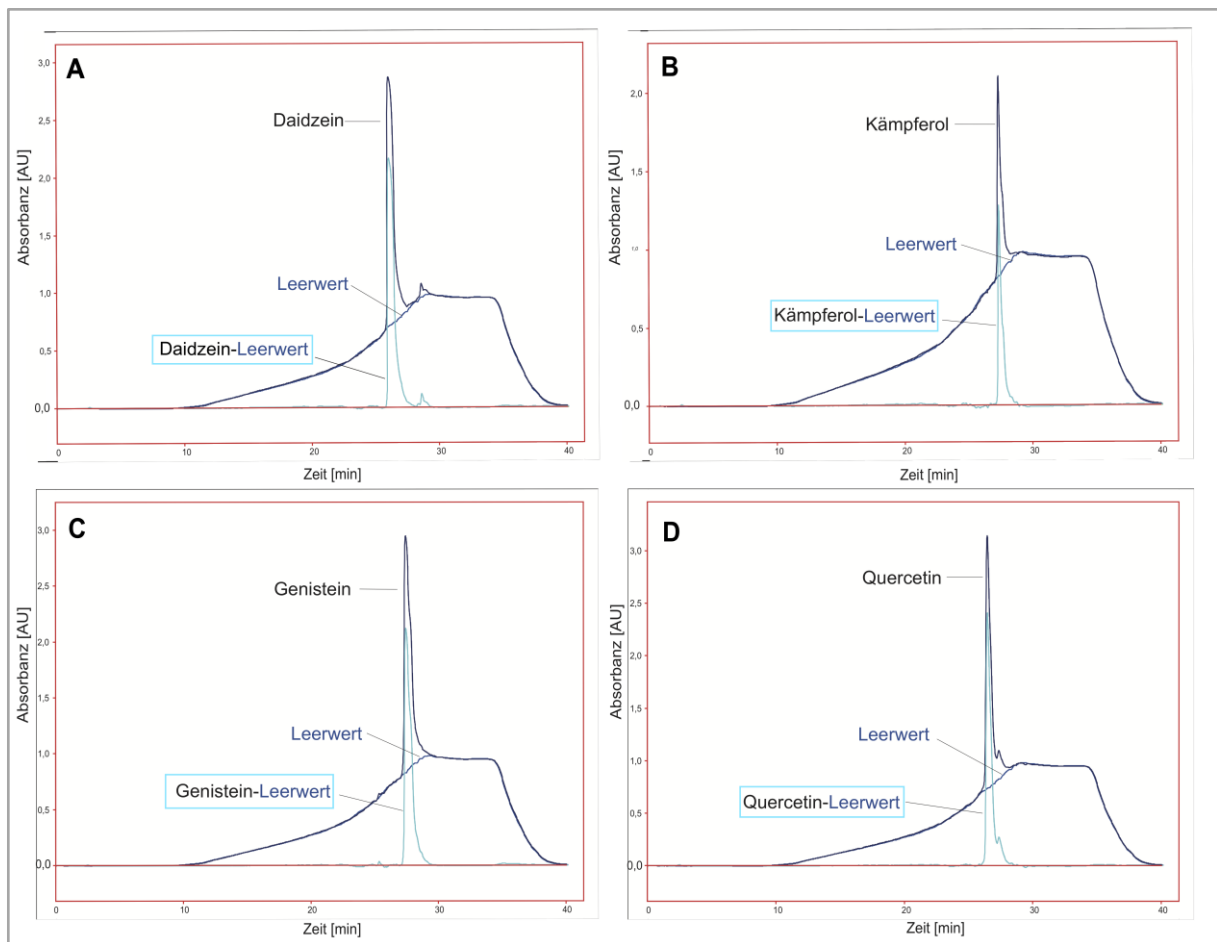 A
Absorbanz [AU]
3,0
2,5
2,0
1,5
1,0
0,5
0,0
Daidzein
Leerwert
Daidzein-Leerwert
0
10
20
30
40
Zeit [min]
B
Absorbanz [AU]
2,0
1,5
1,0
0,5
0,0
Kämpferol
Leerwert
Kämpferol-Leerwert
0
10
20
30
40
Zeit [min]
C
Absorbanz [AU]
3,0
2,5
2,0
1,5
1,0
0,5
0,0
Genistein
Leerwert
Genistein-Leerwert
0
10
20
30
40
Zeit [min]
D
Absorbanz [AU]
3,0
2,5
2,0
1,5
1,0
0,5
0,0
Quercetin
Leerwert
Quercetin-Leerwert
0
10
20
30
40
Zeit [min]